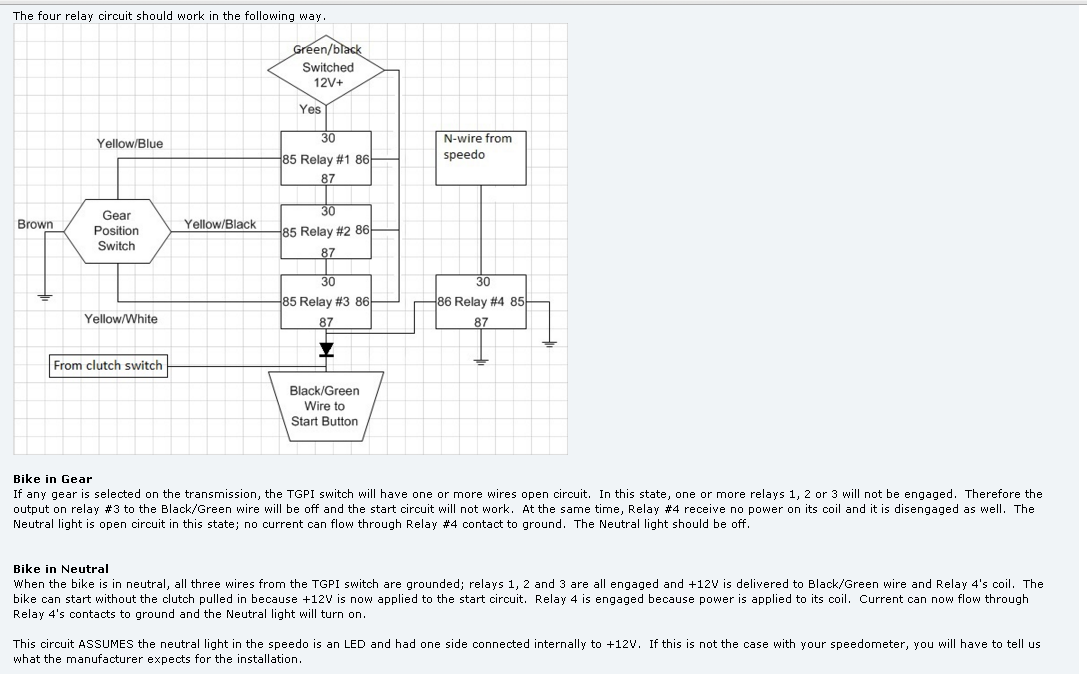 The four relay circuit should work in the following way.
Green/black
Switched
12V+
Yes
30
85 Relay #1 86
87
N-wire from
speedo
Yellow/Blue
Brown
Gear
Position
Switch
Yellow/Black
30
85 Relay #2 86
87
30
85 Relay #3 86
87
30
86 Relay #4 85
87
Yellow/White
From clutch switch
Black/Green
Wire to
Start Button
Bike in Gear
If any gear is selected on the transmission, the TGPI switch will have one or more wires open circuit. In this state, one or more relays 1, 2 or 3 will not be engaged. Therefore the
output on relay #3 to the Black/Green wire will be off and the start circuit will not work. At the same time, Relay #4 receive no power on its coil and it is disengaged as well. The
Neutral light is open circuit in this state; no current can flow through Relay #4 contact to ground. The Neutral light should be off.
Bike in Neutral
When the bike is in neutral, all three wires from the TGPI switch are grounded; relays 1, 2 and 3 are all engaged and +12V is delivered to Black/Green wire and Relay 4's coil. The
bike can start without the clutch pulled in because +12V is now applied to the start circuit. Relay 4 is engaged because power is applied to its coil. Current can now flow through
Relay 4's contacts to ground and the Neutral light will turn on.
This circuit ASSUMES the neutral light in the speedo is an LED and had one side connected internally to +12V. If this is not the case with your speedometer, you will have to tell us
what the manufacturer expects for the installation.